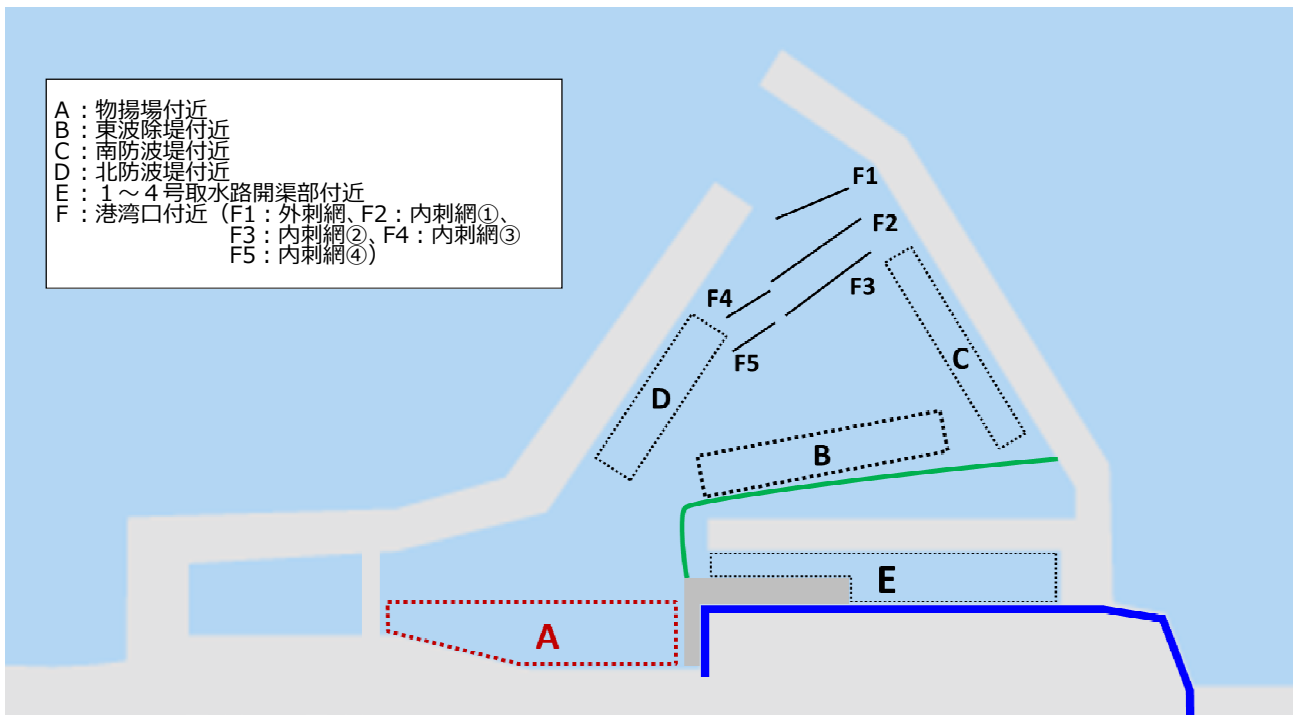 A：物揚場付近
B：東波除堤付近
C：南防波堤付近
D：北防波堤付近
E：１～４号取水路開渠部付近
F：港湾口付近（F1：外刺網、F2：内刺網①、
F3：内刺網②、F4：内刺網③
F5：内刺網④）
F1
F2
F3
F4
F5
C
D
B
E
A